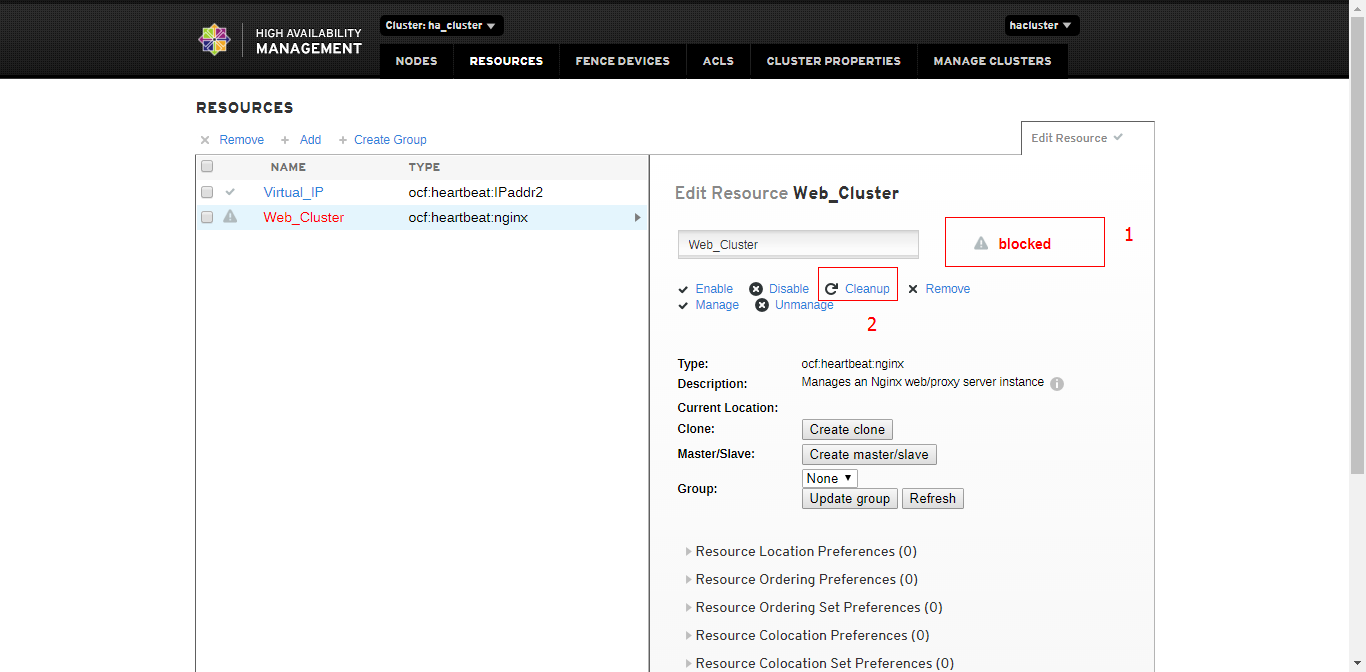 Cluster: ha_cluster
hacluster
HIGH AVAILABILITY
MANAGEMENT
NODES RESOURCES FENCE DEVICES ACLS CLUSTER PROPERTIES MANAGE CLUSTERS
RESOURCES
Remove Add Create Group
Edit Resource
NAME TYPE
Virtual_IP ocf:heartbeat:IPaddr2
Web_Cluster ocf:heartbeat:nginx
Edit Resource Web_Cluster
Web_Cluster
blocked
1
Enable Disable Cleanup Remove
Manage Unmanage
2
Type: ocf:heartbeat:nginx
Description: Manages an Nginx web/proxy server instance
Current Location:
Clone: Create clone
Master/Slave: Create master/slave
Group: None
Update group Refresh
Resource Location Preferences (0)
Resource Ordering Preferences (0)
Resource Ordering Set Preferences (0)
Resource Colocation Preferences (0)
Resource Colocation Set Preferences (0)